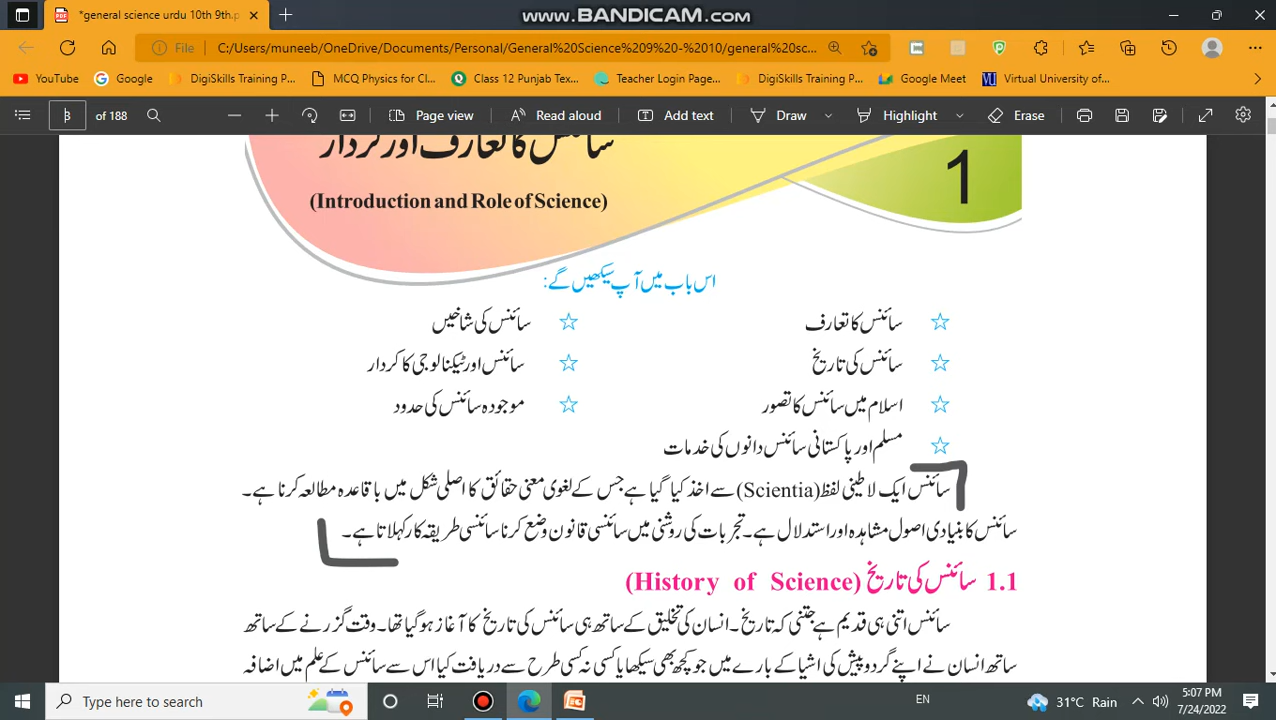 www.BANDICAM.com
*general science urdu 10th 9th.p
File C:/Users/muneeb/OneDrive/Documents/Personal/General%20Science%209%20-%2010/general%20sc...
YouTube Google DigiSkills Training P... MCQ Physics for Cl... Class 12 Punjab Tex... Teacher Login Page... DigiSkills Training P... Google Meet Virtual University of...
3 of 188 Page view Read aloud Add text Draw Highlight Erase
سائنس کا تعارف اور کردار
1
(Introduction and Role of Science)
اس باب میں آپ سیکھیں گے:
سائنس کا تعارف
سائنس کی شاخیں
سائنس کی تاریخ
سائنس اور ٹیکنالوجی کا کردار
اسلام میں سائنس کا تصور
موجودہ سائنس کی حدود
مسلم اور پاکستانی سائنس دانوں کی خدمات
سائنس ایک لاطینی لفظ (Scientia) سے اخذ کیا گیا ہے جس کے لغوی معنی حقائق کا اصلی شکل میں باقاعدہ مطالعہ کرنا ہے۔
سائنس کا بنیادی اصول مشاہدہ اور استدلال ہے۔ تجربات کی روشنی میں سائنسی قانون وضع کرنا سائنسی طریقہ کار کہلاتا ہے۔
1.1 سائنس کی تاریخ (History of Science)
سائنس اتنی ہی قدیم ہے جتنی کہ تاریخ۔ انسان کی تخلیق کے ساتھ ہی سائنس کی تاریخ کا آغاز ہو گیا تھا۔ وقت گزرنے کے ساتھ
ساتھ انسان نے اپنے گرد و پیش کی اشیا کے بارے میں جو کچھ بھی سیکھا یا کسی نہ کسی طرح سے دریافت کیا اس سے سائنس کے علم میں اضافہ
Type here to search EN 31°C Rain 5:07 PM
7/24/2022